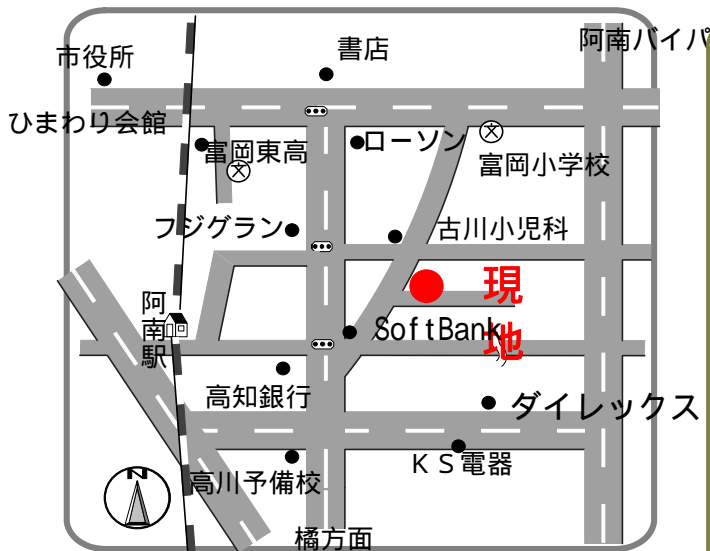 阿南バイパ
市役所
書店
ひまわり会館
富岡東高
ローソン
富岡小学校
フジグラン
古川小児科
阿南駅
現地
SoftBank
高知銀行
ダイレックス
KS電器
高川予備校
N
橘方面